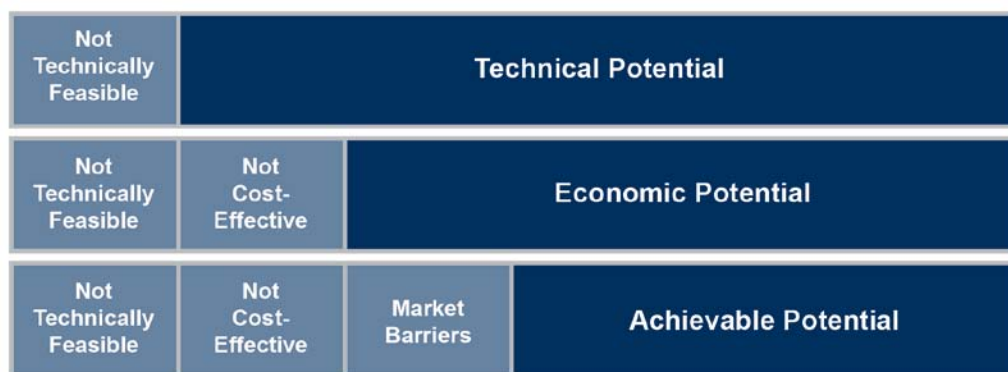 Not
Technically
Feasible
Technical Potential
Not
Technically
Feasible
Not
Cost-
Effective
Economic Potential
Not
Technically
Feasible
Not
Cost-
Effective
Market
Barriers
Achievable Potential